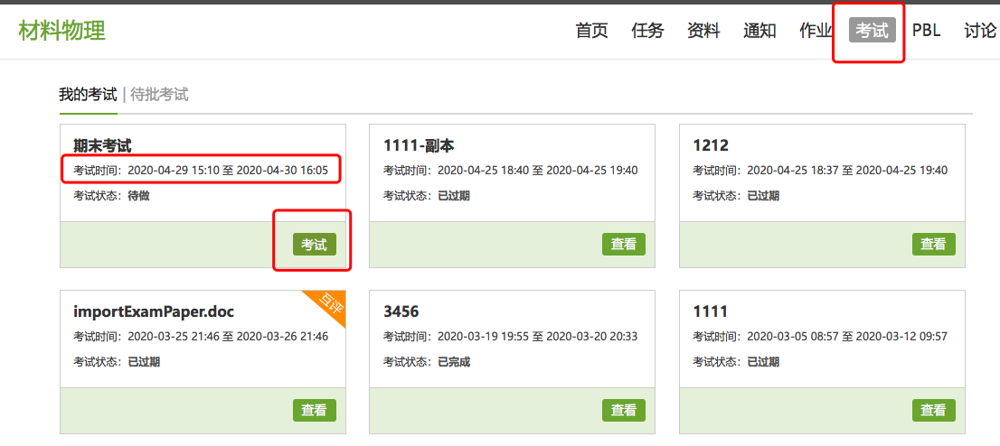 材料物理
首页 任务 资料 通知 作业 考试 PBL 讨论
我的考试 | 待批考试
期末考试
考试时间：2020-04-29 15:10 至 2020-04-30 16:05
考试状态：待做
考试
1111-副本
考试时间：2020-04-25 18:40 至 2020-04-25 19:40
考试状态：已过期
查看
1212
考试时间：2020-04-25 18:37 至 2020-04-25 19:40
考试状态：已过期
查看
importExamPaper.doc
互评
考试时间：2020-03-25 21:46 至 2020-03-26 21:46
考试状态：已过期
查看
3456
考试时间：2020-03-19 19:55 至 2020-03-20 20:33
考试状态：已完成
查看
1111
考试时间：2020-03-05 08:57 至 2020-03-12 09:57
考试状态：已过期
查看